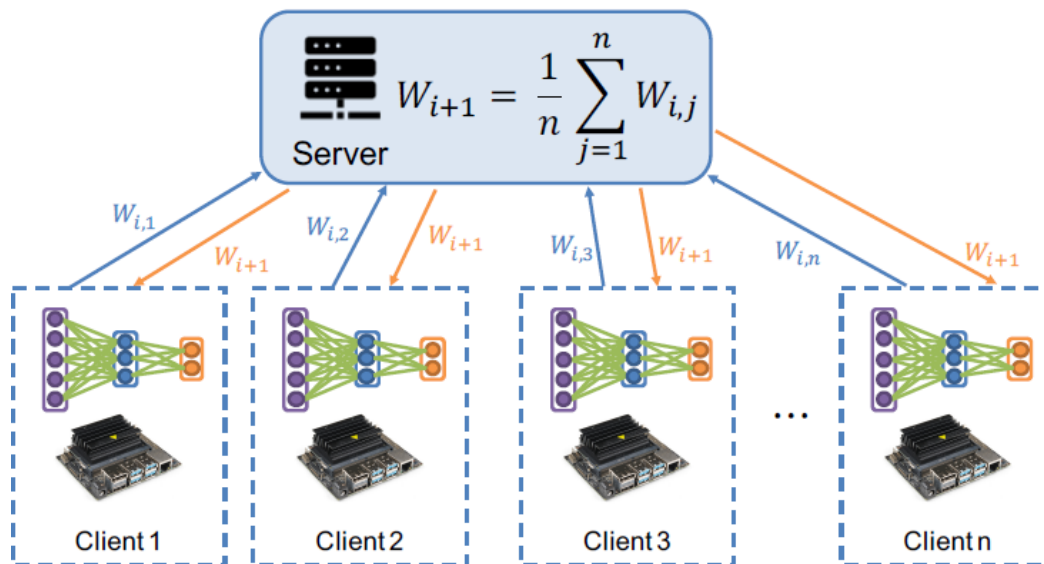 W_{i+1} = \frac{1}{n} \sum_{j=1}^{n} W_{i,j}
Server
W_{i,1}
W_{i+1}
W_{i,2}
W_{i+1}
W_{i,3}
W_{i+1}
W_{i,n}
W_{i+1}
...
Client 1
Client 2
Client 3
Client n